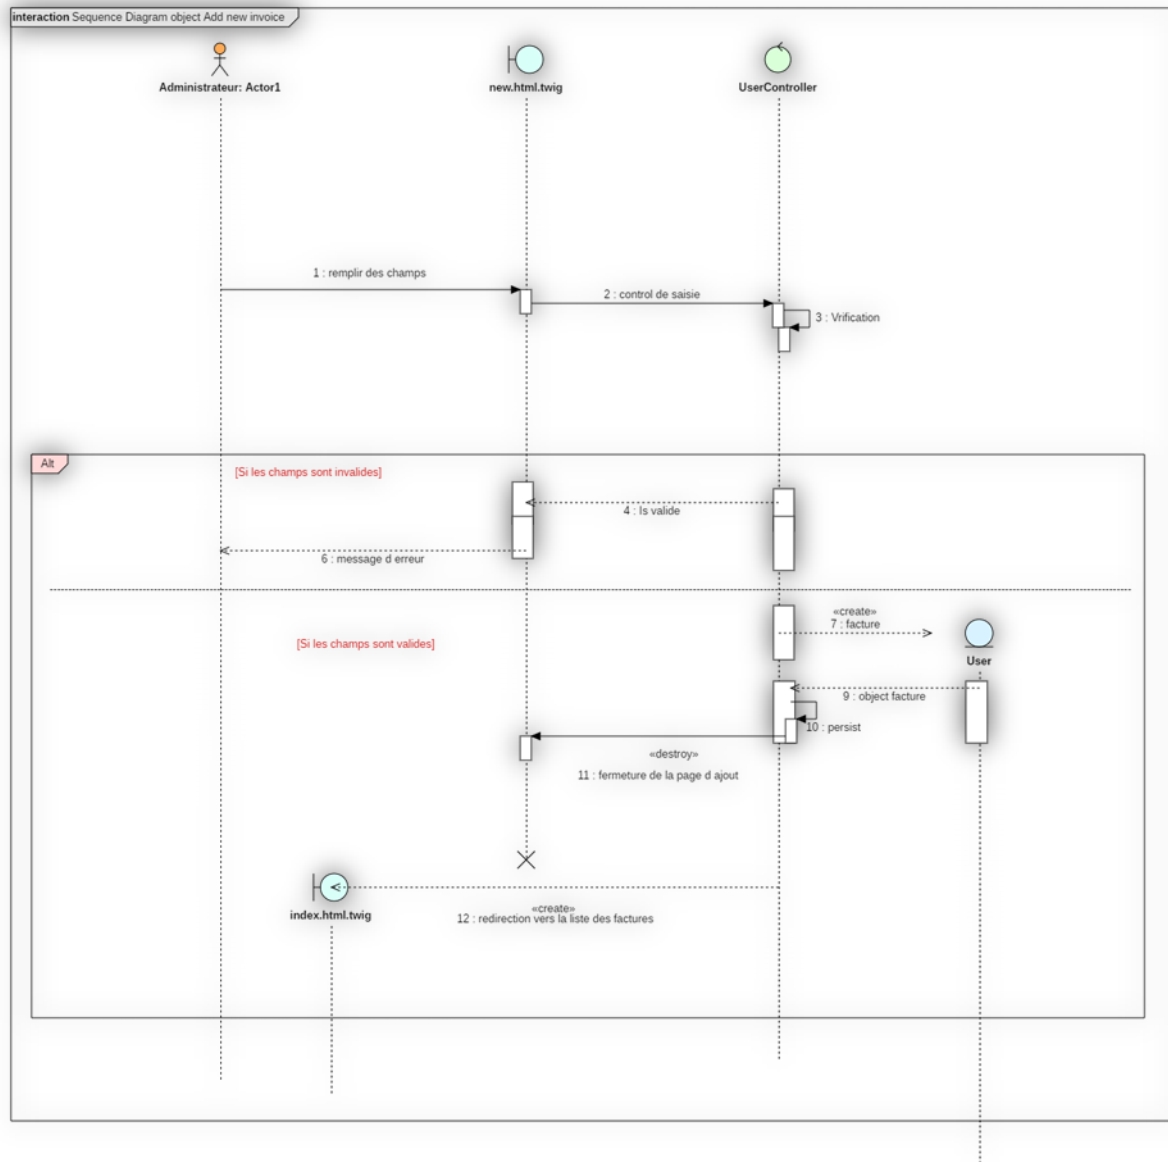 interaction Sequence Diagram object Add new invoice
Administrateur: Actor1
new.html.twig
UserController
1 : remplir des champs
2 : control de saisie
3 : Vrification
Alt
[Si les champs sont invalides]
4 : Is valide
6 : message d erreur
«create»
7 : facture
[Si les champs sont valides]
User
9 : object facture
10 : persist
«destroy»
11 : fermeture de la page d ajout
index.html.twig
«create»
12 : redirection vers la liste des factures